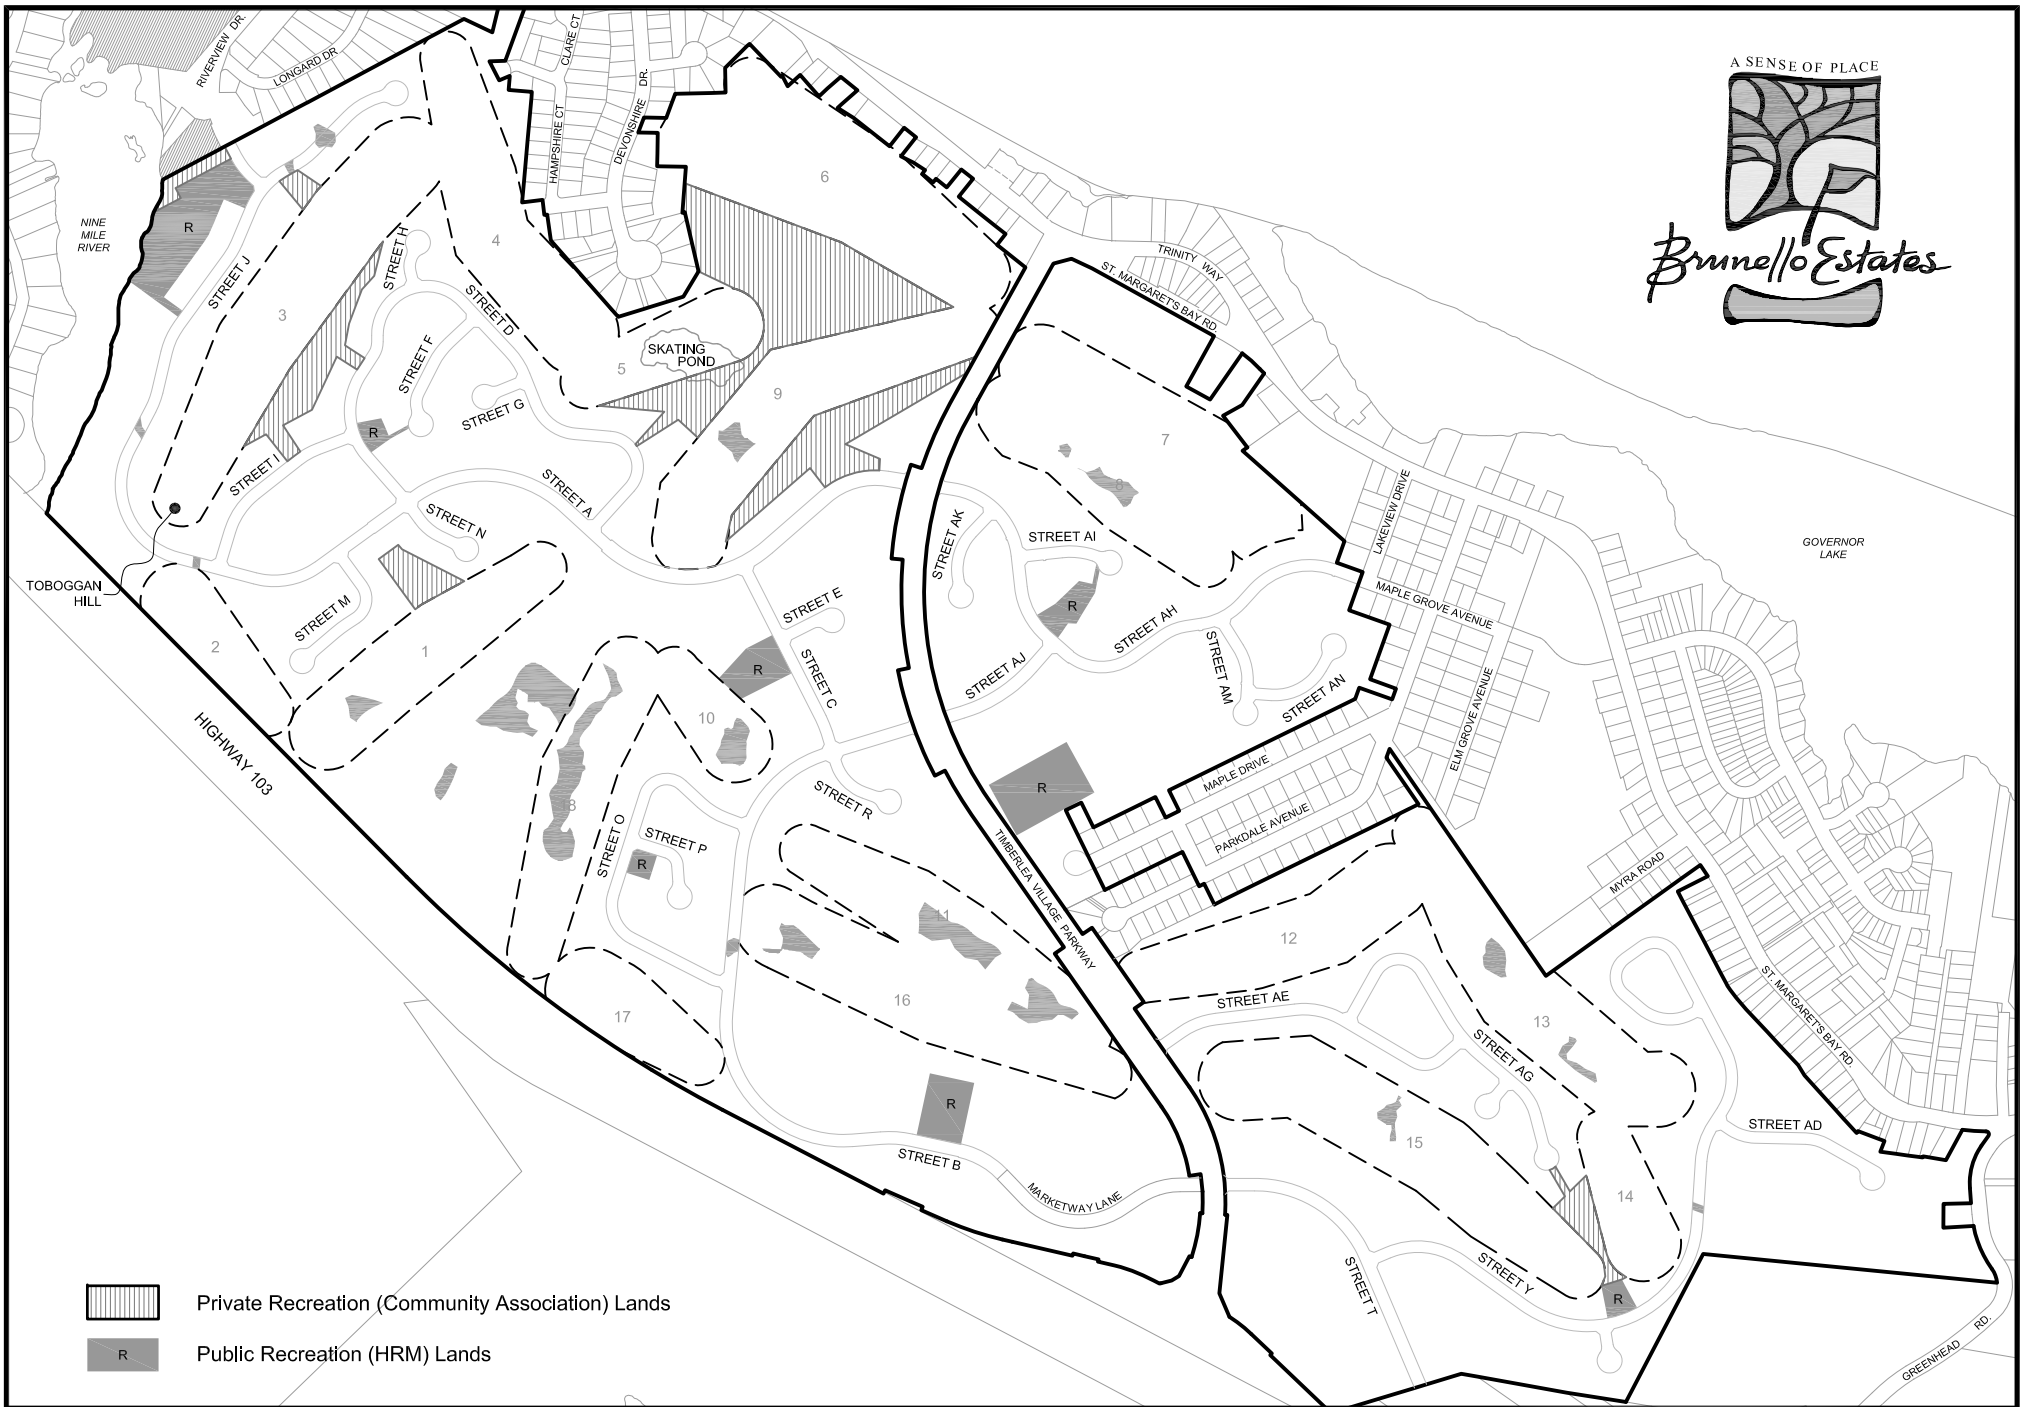 RIVERVIEW DR.
LONGARD DR
CLARE CT
HAMPSHIRE CT
DEVONSHIRE DR.
A SENSE OF PLACE
Brunello Estates
NINE
MILE
RIVER
R
STREET J
STREET H
STREET D
STREET F
STREET G
STREET I
STREET A
STREET N
STREET M
3
4
5
6
SKATING
POND
9
R
TOBOGGAN
HILL
2
1
HIGHWAY 103
TRINITY WAY
ST. MARGARET'S BAY RD.
7
8
LAKEVIEW DRIVE
GOVERNOR
LAKE
STREET AK
STREET AI
R
MAPLE GROVE AVENUE
STREET AH
STREET AJ
STREET AM
STREET AN
ELM GROVE AVENUE
STREET E
R
STREET C
10
18
STREET R
R
MAPLE DRIVE
PARKDALE AVENUE
MYRA ROAD
STREET O
STREET P
R
TIMBERLEA VILLAGE PARKWAY
11
12
16
17
STREET AE
13
STREET AG
ST. MARGARET'S BAY RD.
R
STREET B
MARKETWAY LANE
15
STREET AD
14
STREET T
STREET Y
R
GREENHEAD RD.
Private Recreation (Community Association) Lands
R
Public Recreation (HRM) Lands